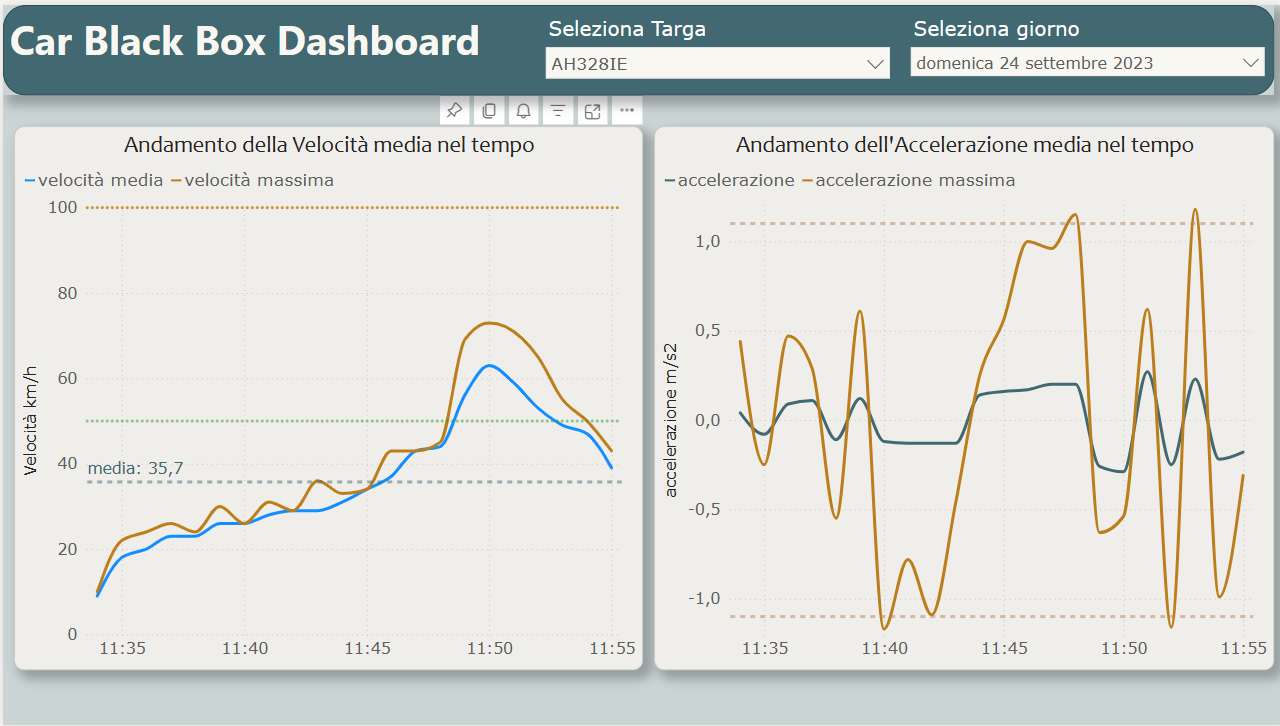 Car Black Box Dashboard
Seleziona Targa
AH328IE
Seleziona giorno
domenica 24 settembre 2023
Andamento della Velocità media nel tempo
velocità media velocità massima
Velocità km/h
100
80
60
40
20
0
media: 35,7
11:35 11:40 11:45 11:50 11:55
Andamento dell'Accelerazione media nel tempo
accelerazione accelerazione massima
accelerazione m/s2
1,0
0,5
0,0
-0,5
-1,0
11:35 11:40 11:45 11:50 11:55